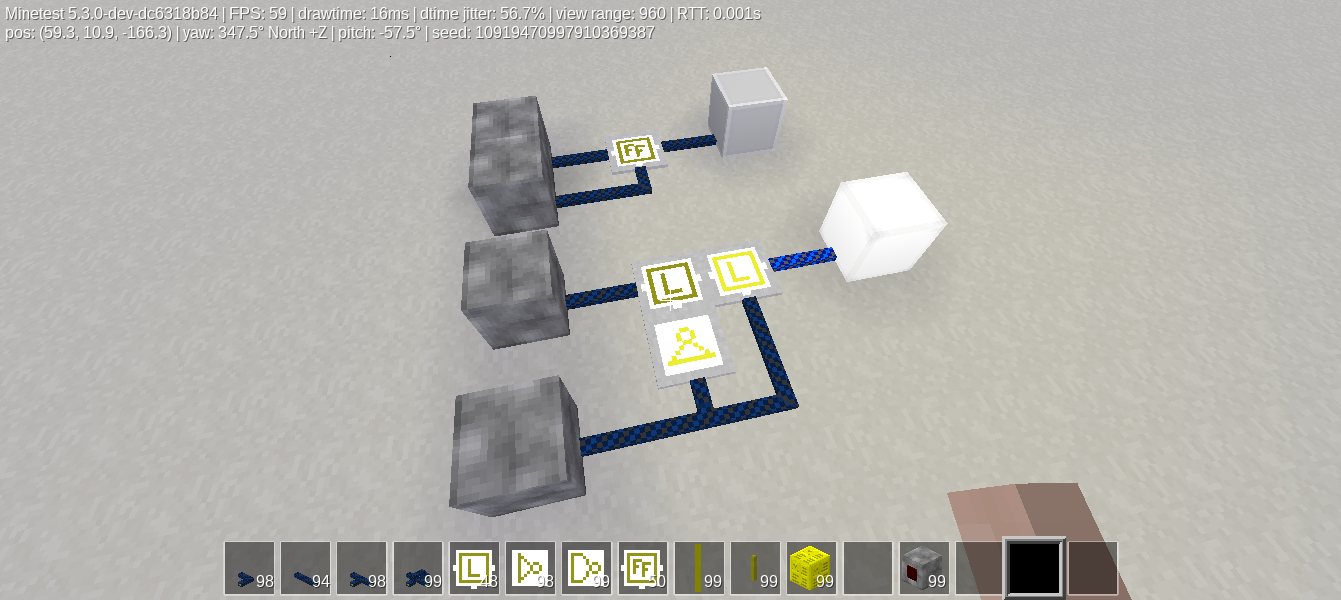 Minetest 5.3.0-dev-dc6318b84 | FPS: 59 | drawtime: 16ms | dtime jitter: 56.7% | view range: 960 | RTT: 0.001s
pos: (59.3, 10.9, -166.3) | yaw: 347.5° North +Z | pitch: -57.5° | seed: 10919470997910369387
FF
L L
98 94 98 99 L 48 98 99 FF 50 99 99 99 99